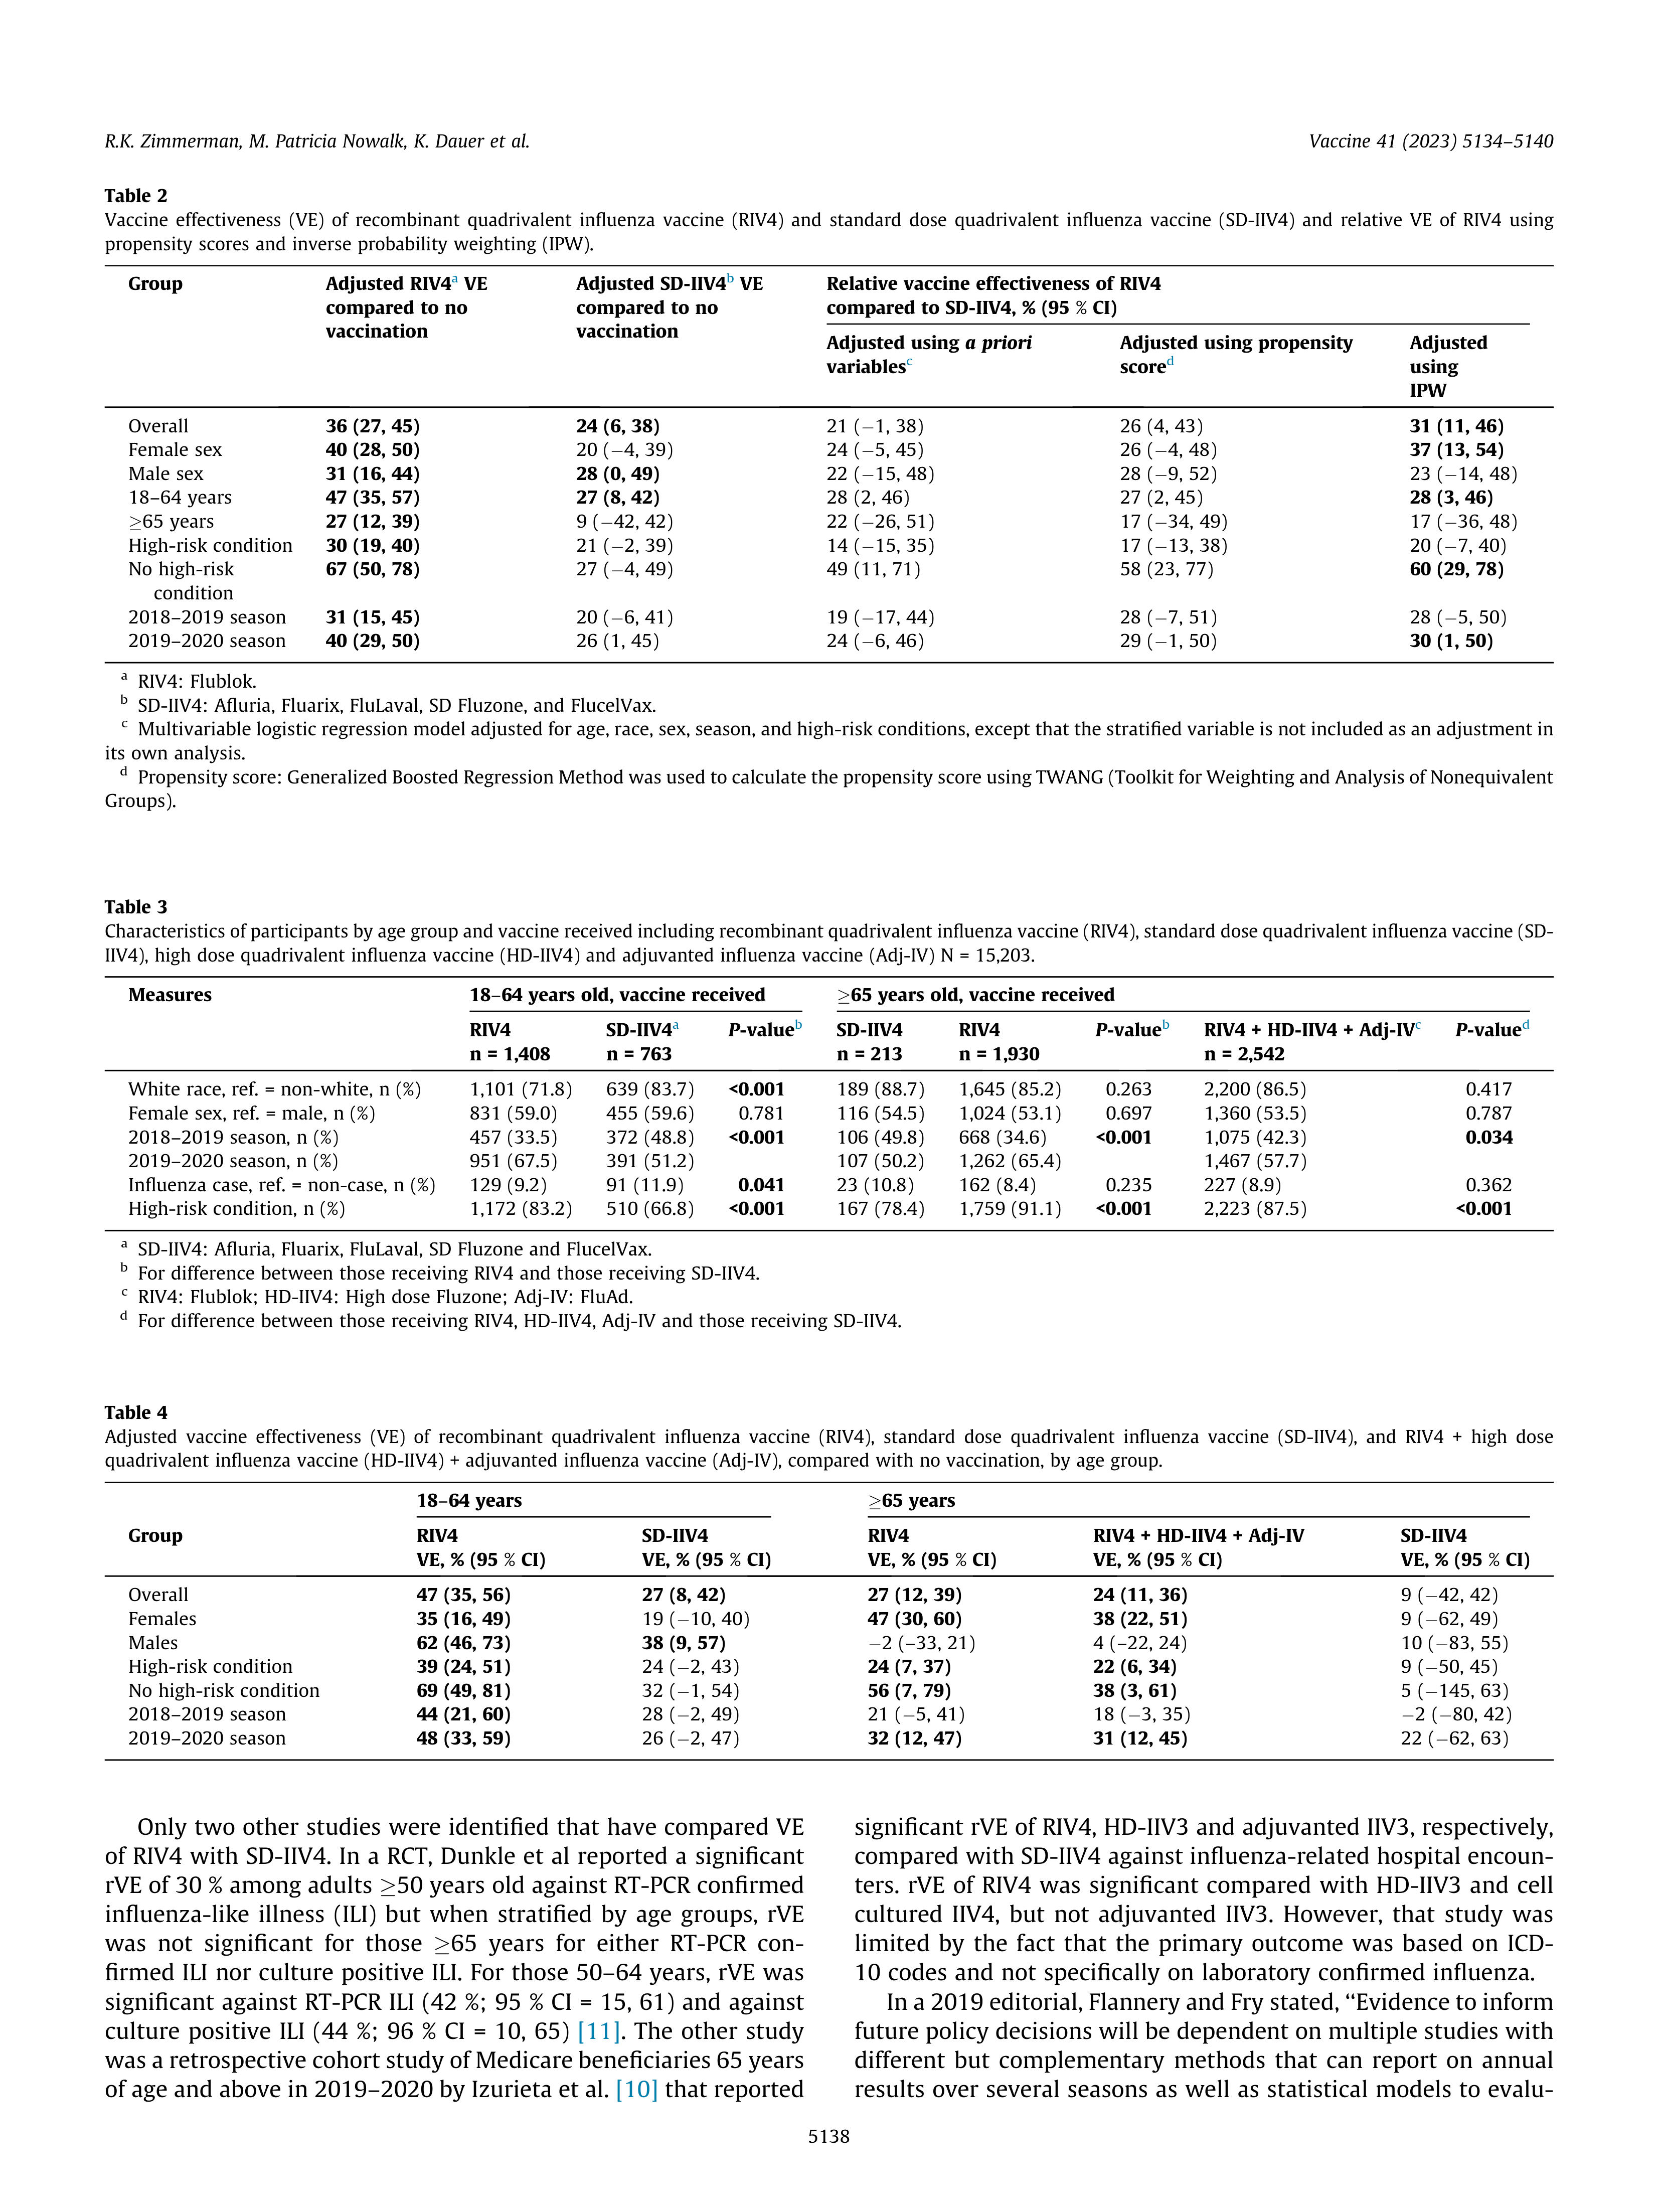 R.K. Zimmerman, M. Patricia Nowalk, K. Dauer et al.
Vaccine 41 (2023) 5134–5140
Table 2
Vaccine effectiveness (VE) of recombinant quadrivalent influenza vaccine (RIV4) and standard dose quadrivalent influenza vaccine (SD-IIV4) and relative VE of RIV4 using
propensity scores and inverse probability weighting (IPW).
Group Adjusted RIV4a VE Adjusted SD-IIV4b VE Relative vaccine effectiveness of RIV4
compared to no compared to no compared to SD-IIV4, % (95 % CI)
vaccination vaccination
Adjusted using a priori Adjusted using propensity Adjusted
variablesc scored using
IPW
Overall 36 (27, 45) 24 (6, 38) 21 (−1, 38) 26 (4, 43) 31 (11, 46)
Female sex 40 (28, 50) 20 (−4, 39) 24 (−5, 45) 26 (−4, 48) 37 (13, 54)
Male sex 31 (16, 44) 28 (0, 49) 22 (−15, 48) 28 (−9, 52) 23 (−14, 48)
18–64 years 47 (35, 57) 27 (8, 42) 28 (2, 46) 27 (2, 45) 28 (3, 46)
≥65 years 27 (12, 39) 9 (−42, 42) 22 (−26, 51) 17 (−34, 49) 17 (−36, 48)
High-risk condition 30 (19, 40) 21 (−2, 39) 14 (−15, 35) 17 (−13, 38) 20 (−7, 40)
No high-risk 67 (50, 78) 27 (−4, 49) 49 (11, 71) 58 (23, 77) 60 (29, 78)
condition
2018–2019 season 31 (15, 45) 20 (−6, 41) 19 (−17, 44) 28 (−7, 51) 28 (−5, 50)
2019–2020 season 40 (29, 50) 26 (1, 45) 24 (−6, 46) 29 (−1, 50) 30 (1, 50)
a RIV4: Flublok.
b SD-IIV4: Afluria, Fluarix, FluLaval, SD Fluzone, and FlucelVax.
c Multivariable logistic regression model adjusted for age, race, sex, season, and high-risk conditions, except that the stratified variable is not included as an adjustment in
its own analysis.
d Propensity score: Generalized Boosted Regression Method was used to calculate the propensity score using TWANG (Toolkit for Weighting and Analysis of Nonequivalent
Groups).
Table 3
Characteristics of participants by age group and vaccine received including recombinant quadrivalent influenza vaccine (RIV4), standard dose quadrivalent influenza vaccine (SD-
IIV4), high dose quadrivalent influenza vaccine (HD-IIV4) and adjuvanted influenza vaccine (Adj-IV) N = 15,203.
Measures 18–64 years old, vaccine received ≥65 years old, vaccine received
RIV4 SD-IIV4a P-valueb SD-IIV4 RIV4 P-valueb RIV4 + HD-IIV4 + Adj-IVc P-valued
n = 1,408 n = 763 n = 213 n = 1,930 n = 2,542
White race, ref. = non-white, n (%) 1,101 (71.8) 639 (83.7) <0.001 189 (88.7) 1,645 (85.2) 0.263 2,200 (86.5) 0.417
Female sex, ref. = male, n (%) 831 (59.0) 455 (59.6) 0.781 116 (54.5) 1,024 (53.1) 0.697 1,360 (53.5) 0.787
2018–2019 season, n (%) 457 (33.5) 372 (48.8) <0.001 106 (49.8) 668 (34.6) <0.001 1,075 (42.3) 0.034
2019–2020 season, n (%) 951 (67.5) 391 (51.2) 107 (50.2) 1,262 (65.4) 1,467 (57.7)
Influenza case, ref. = non-case, n (%) 129 (9.2) 91 (11.9) 0.041 23 (10.8) 162 (8.4) 0.235 227 (8.9) 0.362
High-risk condition, n (%) 1,172 (83.2) 510 (66.8) <0.001 167 (78.4) 1,759 (91.1) <0.001 2,223 (87.5) <0.001
a SD-IIV4: Afluria, Fluarix, FluLaval, SD Fluzone and FlucelVax.
b For difference between those receiving RIV4 and those receiving SD-IIV4.
c RIV4: Flublok; HD-IIV4: High dose Fluzone; Adj-IV: FluAd.
d For difference between those receiving RIV4, HD-IIV4, Adj-IV and those receiving SD-IIV4.
Table 4
Adjusted vaccine effectiveness (VE) of recombinant quadrivalent influenza vaccine (RIV4), standard dose quadrivalent influenza vaccine (SD-IIV4), and RIV4 + high dose
quadrivalent influenza vaccine (HD-IIV4) + adjuvanted influenza vaccine (Adj-IV), compared with no vaccination, by age group.
18–64 years ≥65 years
Group RIV4 SD-IIV4 RIV4 RIV4 + HD-IIV4 + Adj-IV SD-IIV4
VE, % (95 % CI) VE, % (95 % CI) VE, % (95 % CI) VE, % (95 % CI) VE, % (95 % CI)
Overall 47 (35, 56) 27 (8, 42) 27 (12, 39) 24 (11, 36) 9 (−42, 42)
Females 35 (16, 49) 19 (−10, 40) 47 (30, 60) 38 (22, 51) 9 (−62, 49)
Males 62 (46, 73) 38 (9, 57) −2 (–33, 21) 4 (–22, 24) 10 (−83, 55)
High-risk condition 39 (24, 51) 24 (−2, 43) 24 (7, 37) 22 (6, 34) 9 (−50, 45)
No high-risk condition 69 (49, 81) 32 (−1, 54) 56 (7, 79) 38 (3, 61) 5 (−145, 63)
2018–2019 season 44 (21, 60) 28 (−2, 49) 21 (−5, 41) 18 (−3, 35) −2 (−80, 42)
2019–2020 season 48 (33, 59) 26 (−2, 47) 32 (12, 47) 31 (12, 45) 22 (−62, 63)
Only two other studies were identified that have compared VE
of RIV4 with SD-IIV4. In a RCT, Dunkle et al reported a significant
rVE of 30 % among adults ≥50 years old against RT-PCR confirmed
influenza-like illness (ILI) but when stratified by age groups, rVE
was not significant for those ≥65 years for either RT-PCR con-
firmed ILI nor culture positive ILI. For those 50–64 years, rVE was
significant against RT-PCR ILI (42 %; 95 % CI = 15, 61) and against
culture positive ILI (44 %; 96 % CI = 10, 65) [11]. The other study
was a retrospective cohort study of Medicare beneficiaries 65 years
of age and above in 2019–2020 by Izurieta et al. [10] that reported
significant rVE of RIV4, HD-IIV3 and adjuvanted IIV3, respectively,
compared with SD-IIV4 against influenza-related hospital encoun-
ters. rVE of RIV4 was significant compared with HD-IIV3 and cell
cultured IIV4, but not adjuvanted IIV3. However, that study was
limited by the fact that the primary outcome was based on ICD-
10 codes and not specifically on laboratory confirmed influenza.
In a 2019 editorial, Flannery and Fry stated, “Evidence to inform
future policy decisions will be dependent on multiple studies with
different but complementary methods that can report on annual
results over several seasons as well as statistical models to evalu-
5138